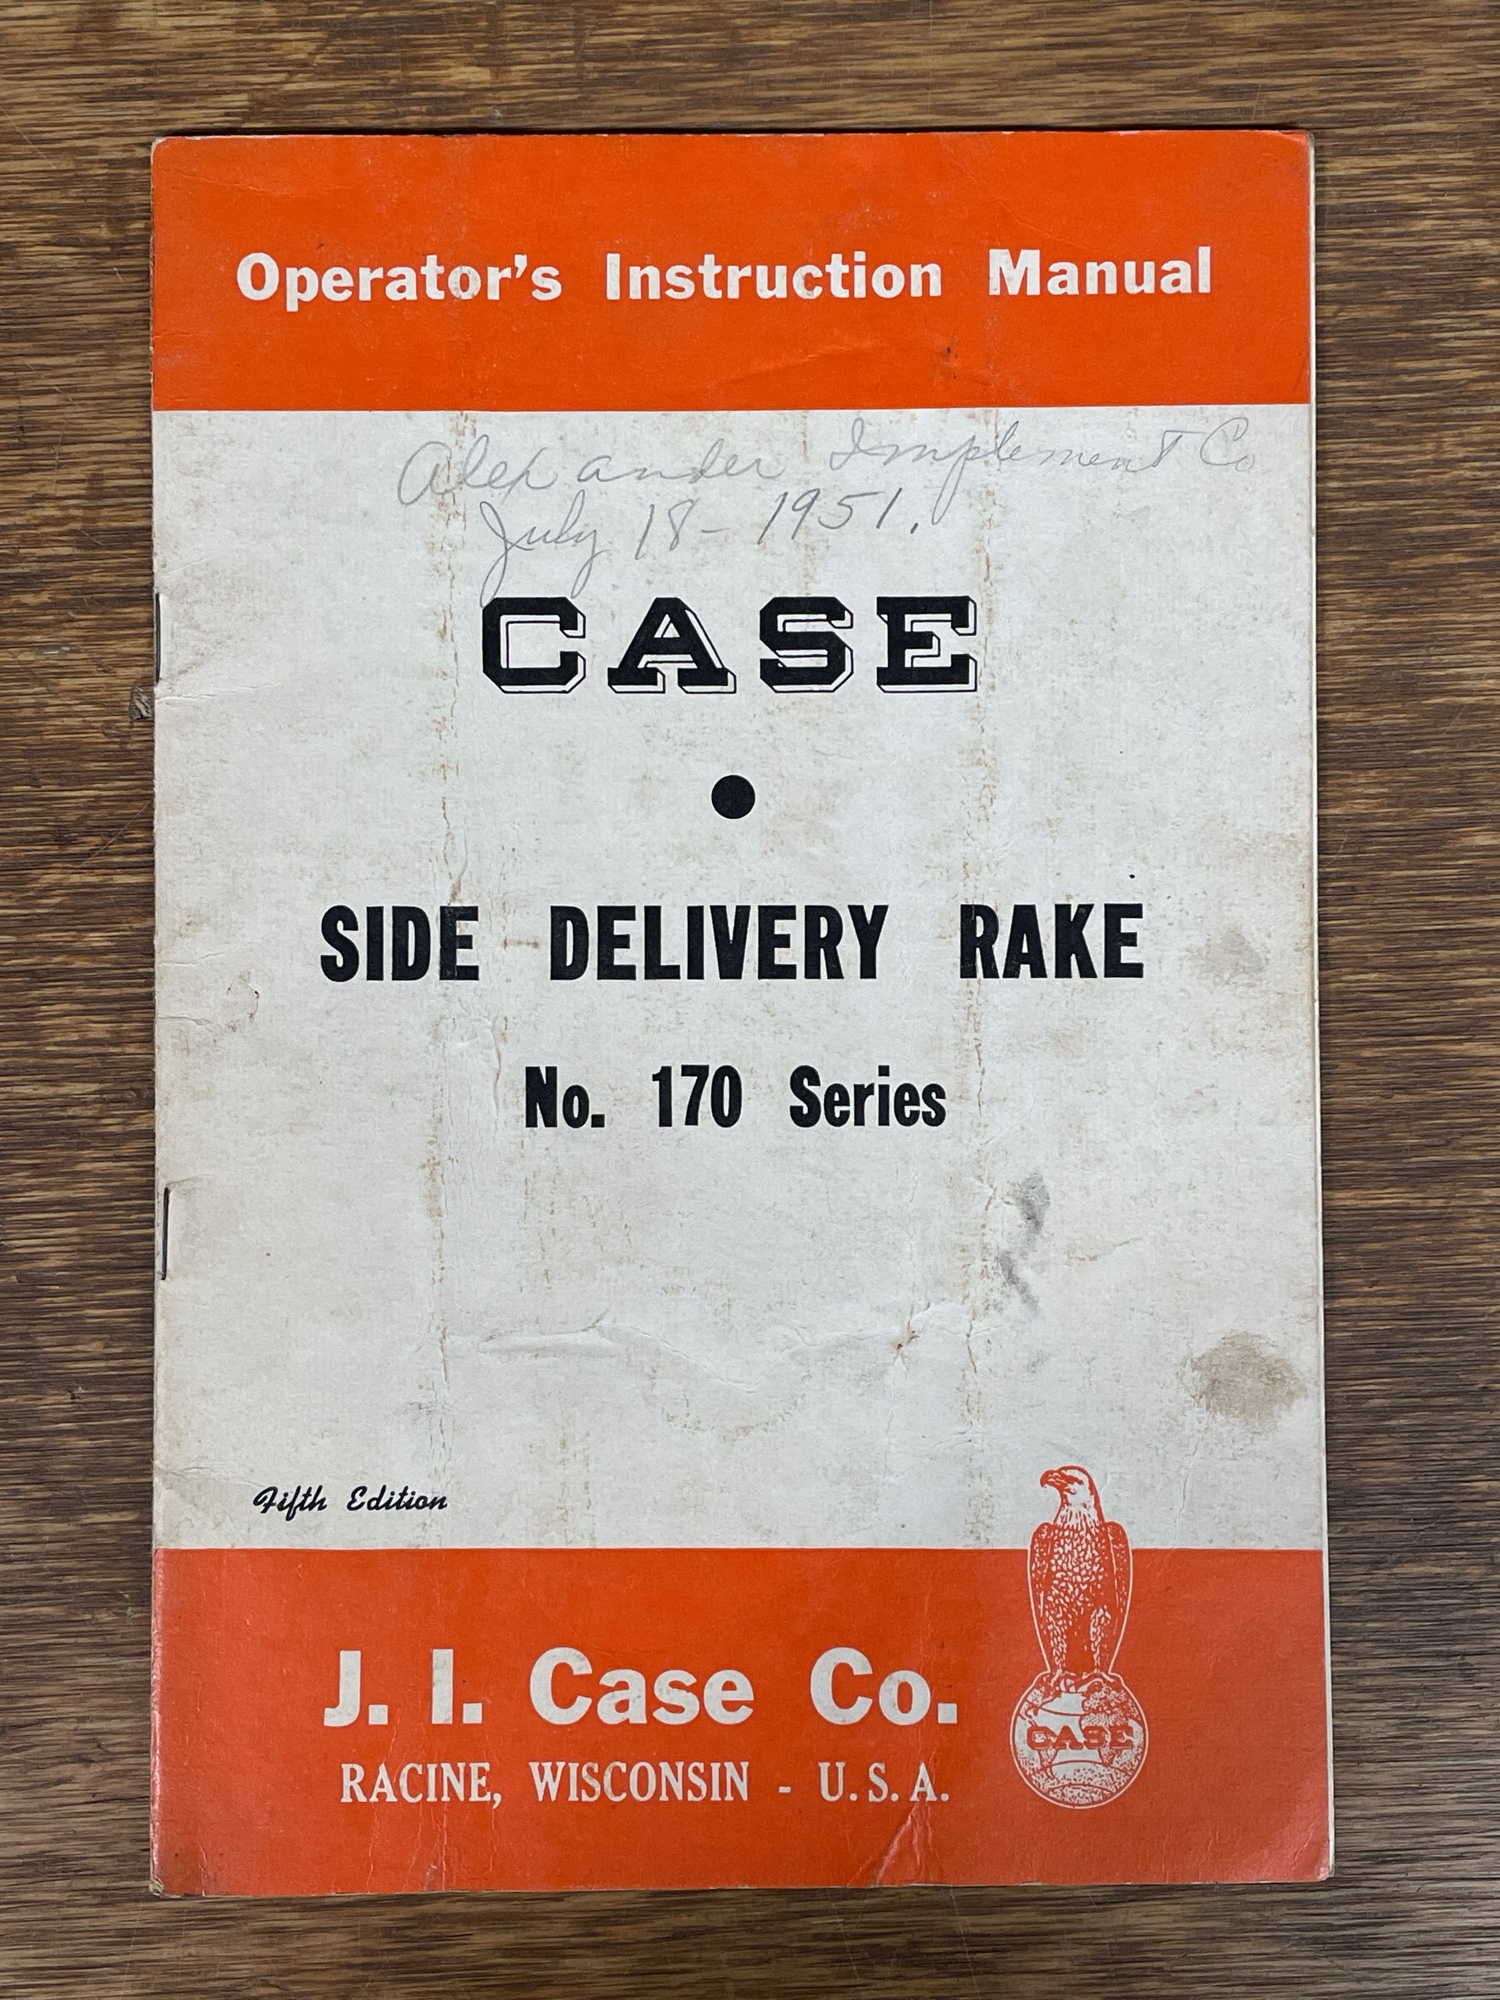 Operator's Instruction Manual
Alexander Implement Co
July 18 - 1951.
CASE
SIDE DELIVERY RAKE
No. 170 Series
Fifth Edition
J. I. Case Co.
RACINE, WISCONSIN - U. S. A.
CASE